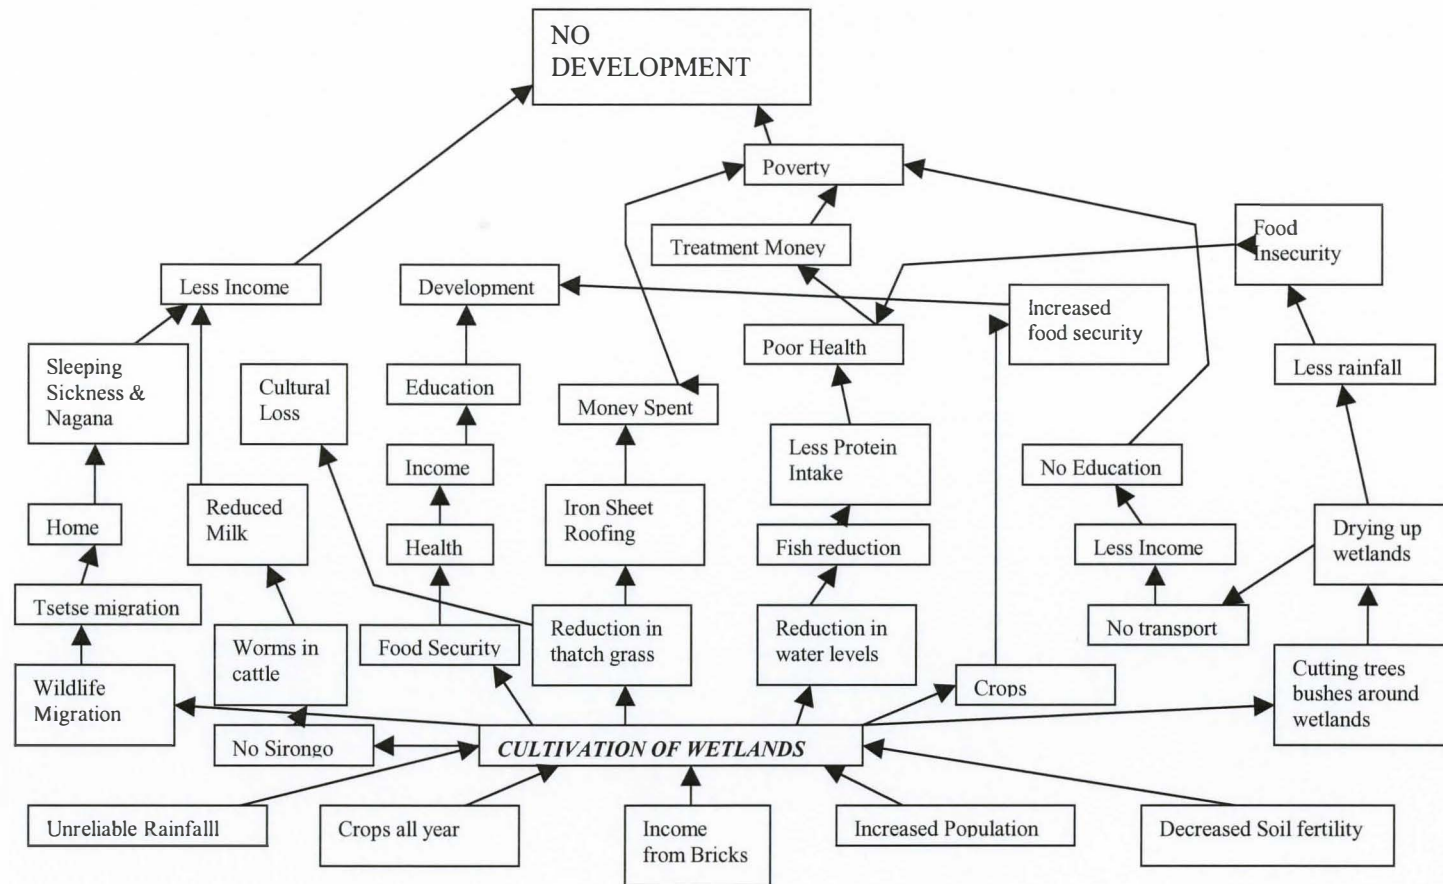 NO
DEVELOPMENT
Poverty
Treatment Money
Food
Insecurity
Less Income
Development
Increased
food security
Poor Health
Sleeping
Sickness &
Nagana
Cultural
Loss
Education
Money Spent
Less rainfall
Less Protein
Intake
No Education
Income
Home
Reduced
Milk
Iron Sheet
Roofing
Health
Fish reduction
Less Income
Drying up
wetlands
Tsetse migration
Worms in
cattle
Food Security
Reduction in
thatch grass
Reduction in
water levels
No transport
Wildlife
Migration
Crops
Cutting trees
bushes around
wetlands
No Sirongo
CULTIVATION OF WETLANDS
Unreliable Rainfalll
Crops all year
Income
from Bricks
Increased Population
Decreased Soil fertility